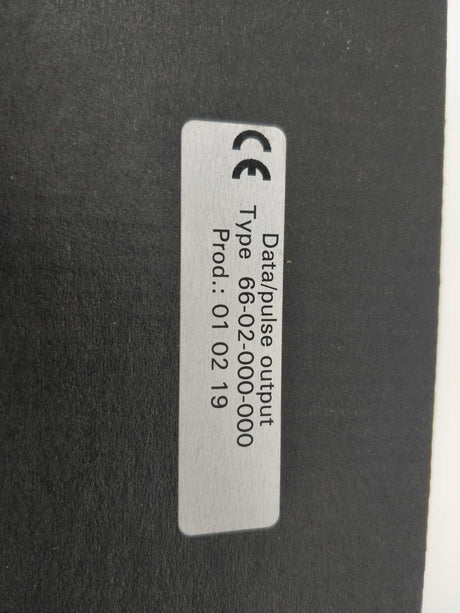 CE
Data/pulse output
Type 66-02-000-000
Prod.: 01 02 19